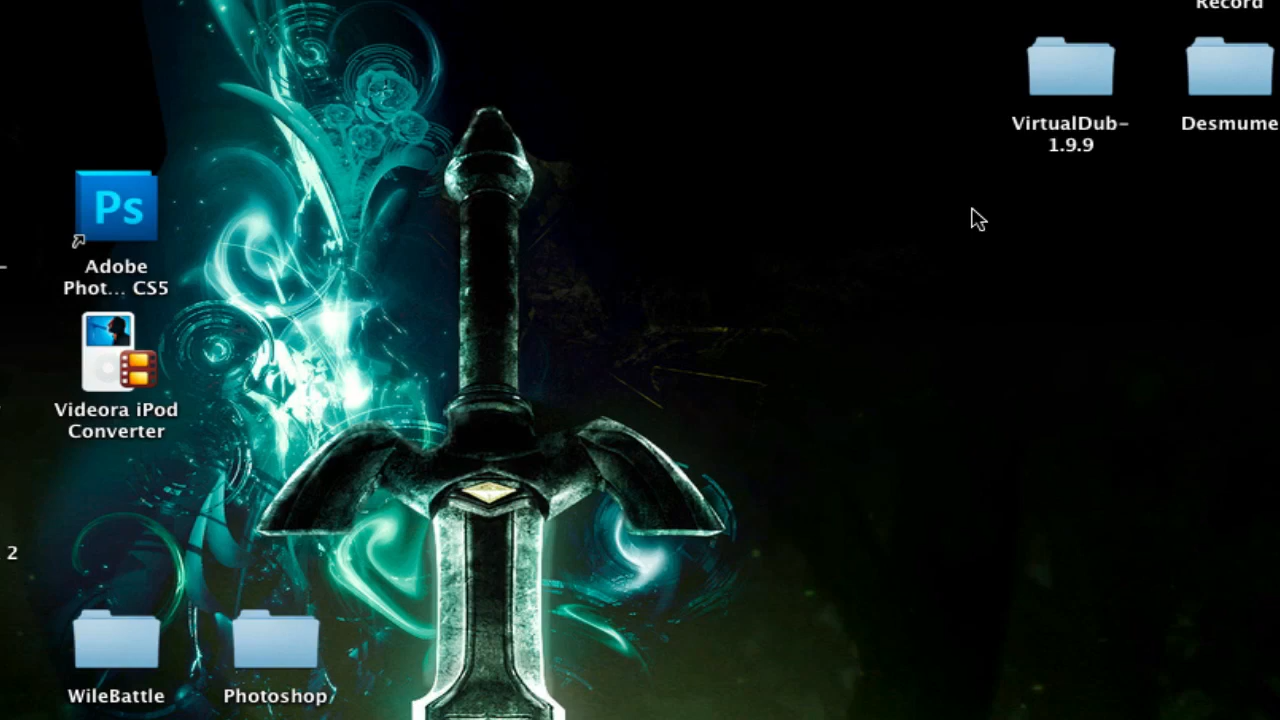 Record
VirtualDub-
1.9.9
Desmume
Ps
Adobe
Phot... CS5
Videora iPod
Converter
2
WileBattle
Photoshop